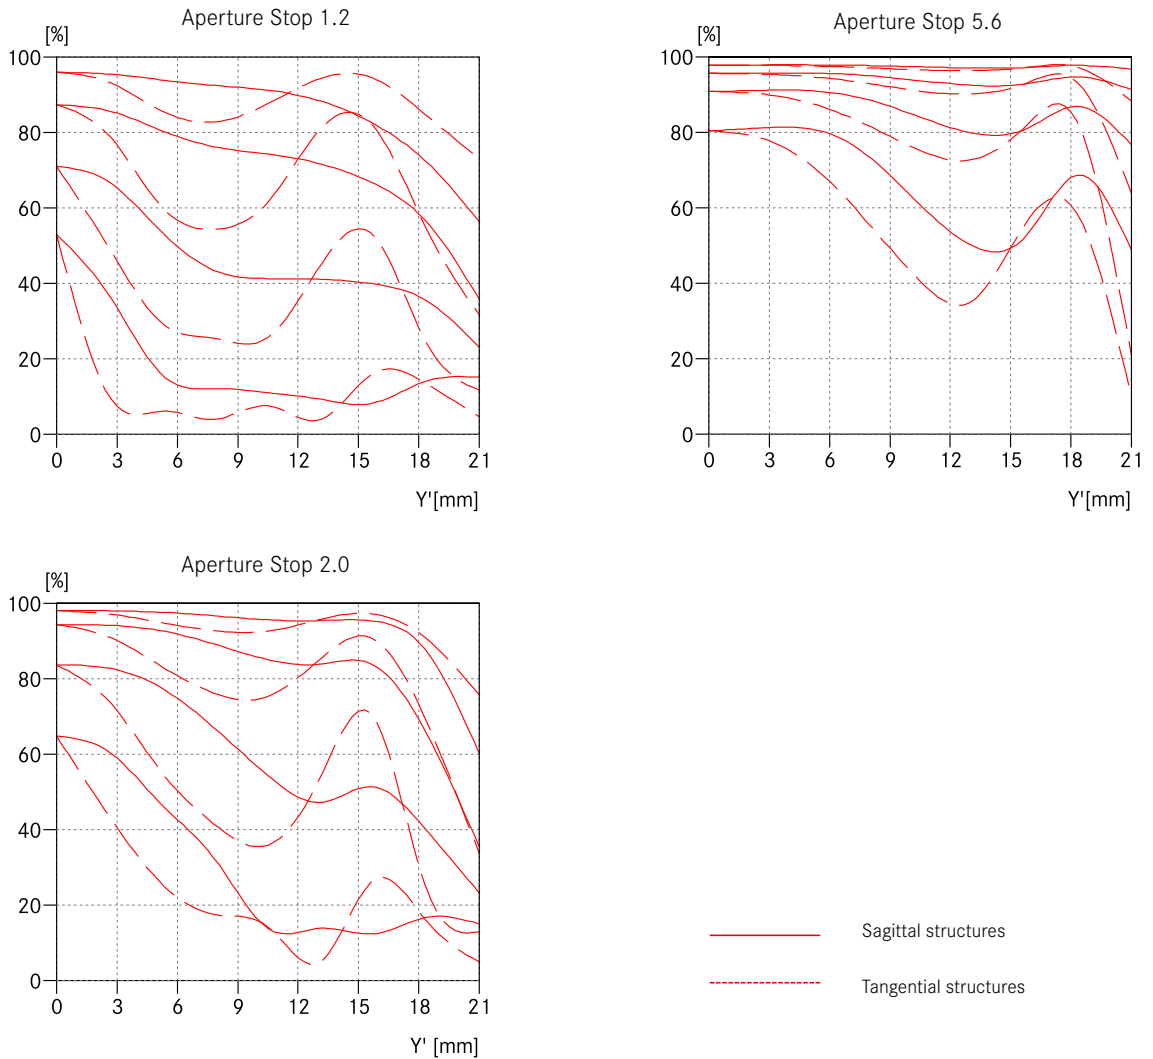 Aperture Stop 1.2
[%]
100
80
60
40
20
0
0 3 6 9 12 15 18 21
Y'[mm]
Aperture Stop 5.6
[%]
100
80
60
40
20
0
0 3 6 9 12 15 18 21
Y'[mm]
Aperture Stop 2.0
[%]
100
80
60
40
20
0
0 3 6 9 12 15 18 21
Y' [mm]
Sagittal structures
Tangential structures